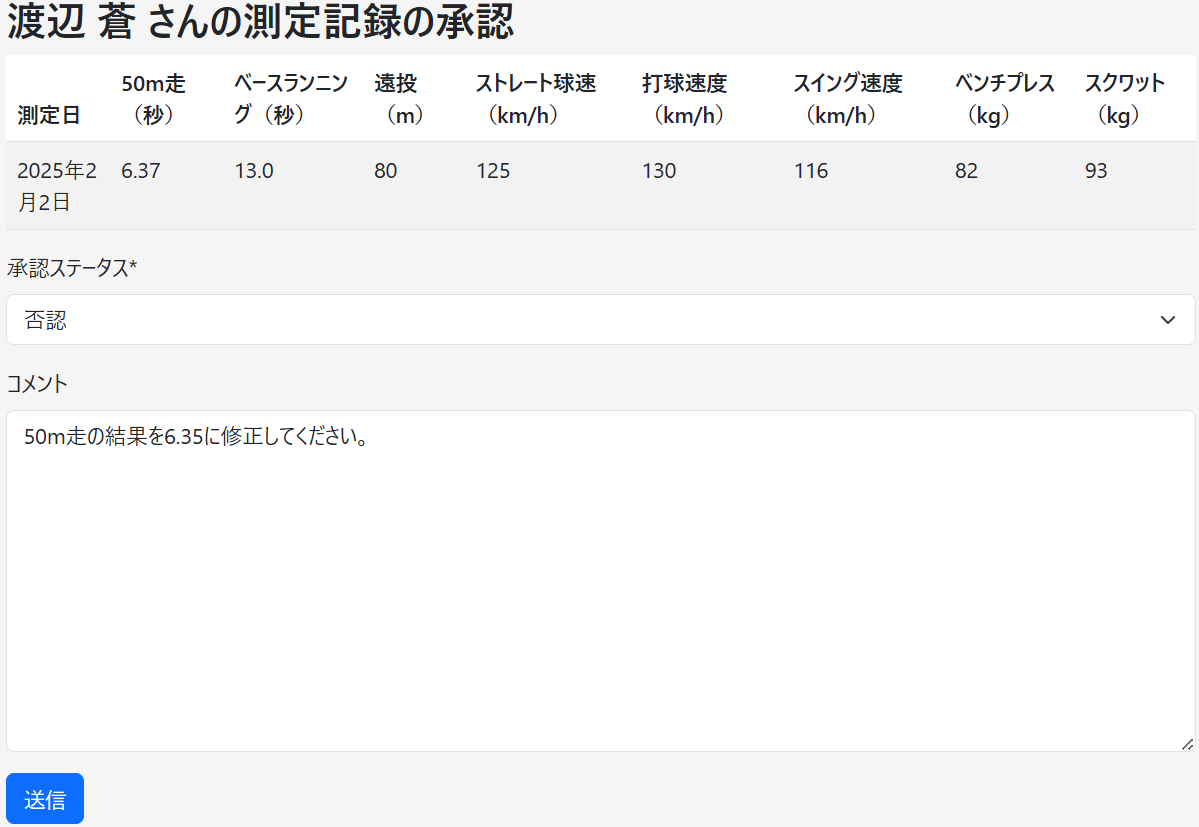 渡辺 蒼 さんの測定記録の承認
測定日 50m走（秒） ベースランニング（秒） 遠投（m） ストレート球速（km/h） 打球速度（km/h） スイング速度（km/h） ベンチプレス（kg） スクワット（kg）
2025年2月2日 6.37 13.0 80 125 130 116 82 93
承認ステータス*
否認
コメント
50m走の結果を6.35に修正してください。
送信